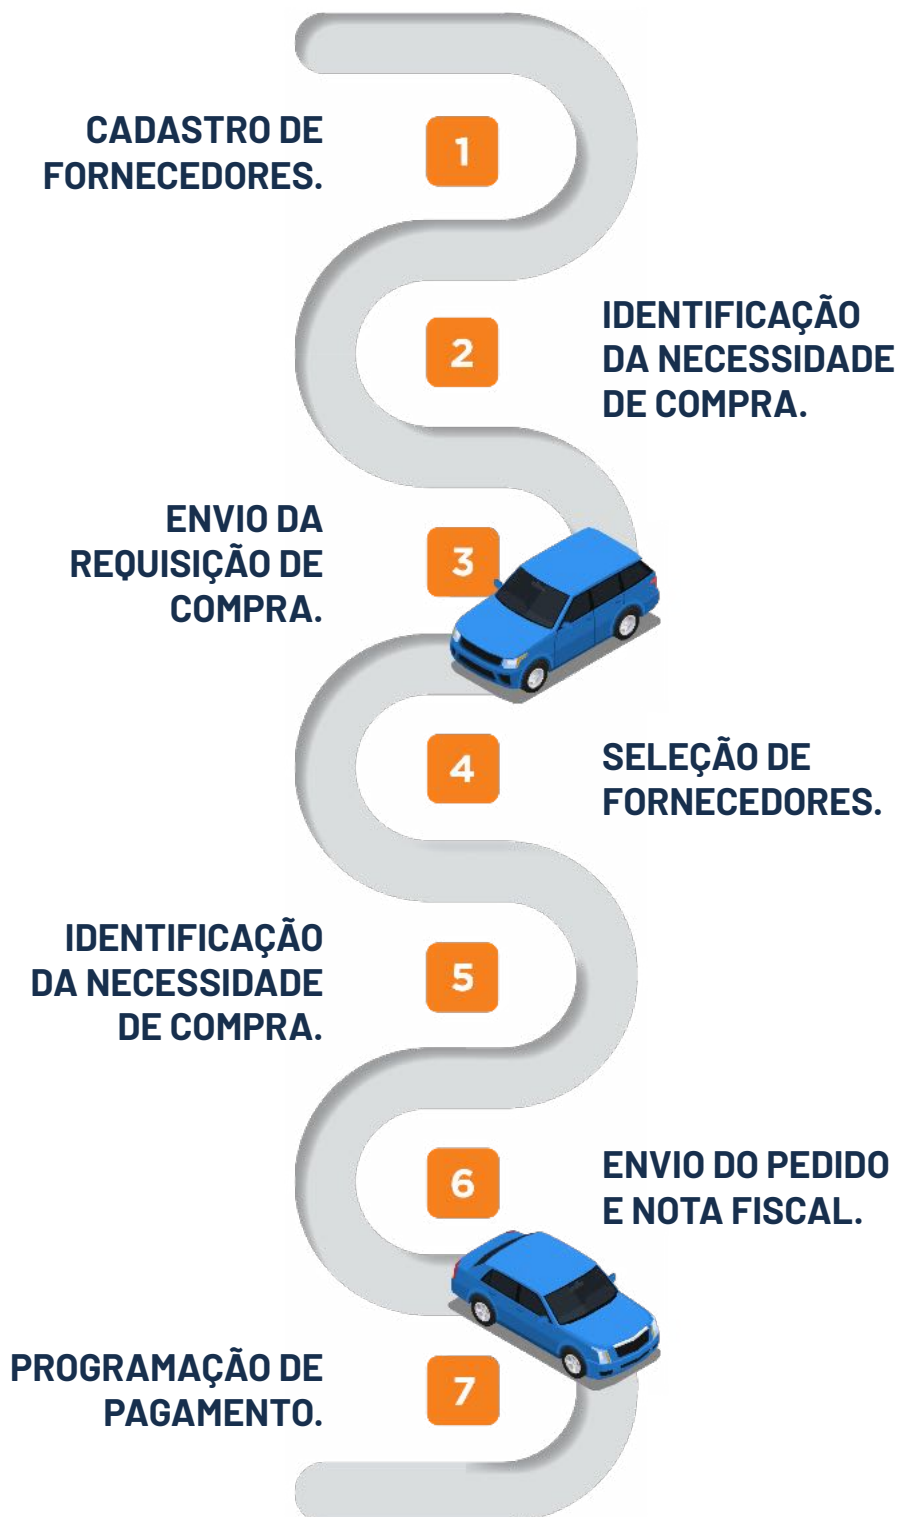 CADASTRO DE
FORNECEDORES.
1
2
IDENTIFICAÇÃO
DA NECESSIDADE
DE COMPRA.
ENVIO DA
REQUISIÇÃO DE
COMPRA.
3
4
SELEÇÃO DE
FORNECEDORES.
IDENTIFICAÇÃO
DA NECESSIDADE
DE COMPRA.
5
6
ENVIO DO PEDIDO
E NOTA FISCAL.
PROGRAMAÇÃO DE
PAGAMENTO.
7